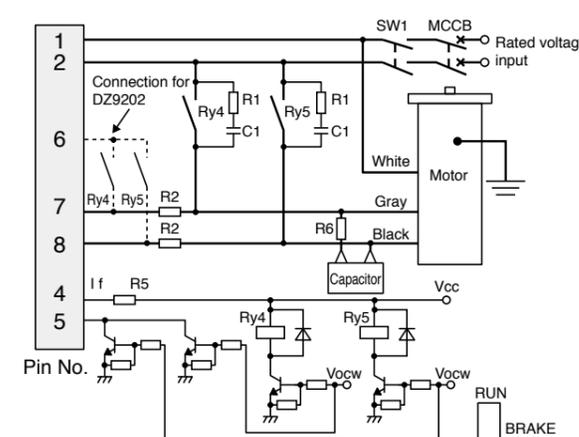 SW1 MCCB
1
Rated voltag
2
input
Connection for
DZ9202
Ry4 R1 Ry5 R1
C1 C1
6
White
Motor
Ry4 Ry5 R2
7
Gray
R2 R6 Black
8
Capacitor
I f R5 Vcc
4
Ry4 Ry5
5
Pin No.
Vocw Vocw
RUN
BRAKE